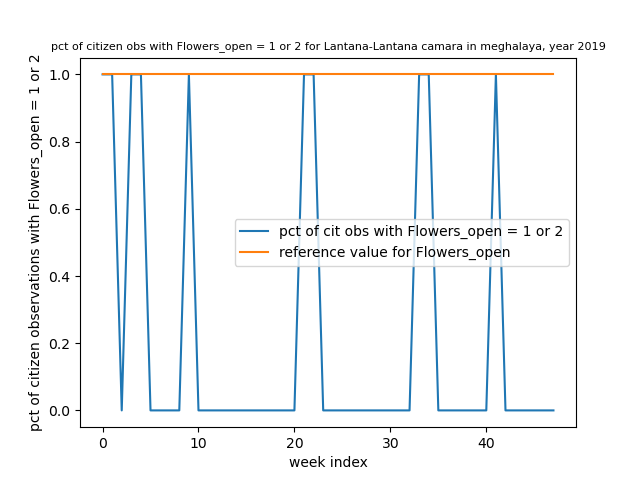 pct of citizen obs with Flowers_open = 1 or 2 for Lantana-Lantana camara in meghalaya, year 2019
pct of citizen observations with Flowers_open = 1 or 2
1.0
0.8
0.6
0.4
0.2
0.0
pct of cit obs with Flowers_open = 1 or 2
reference value for Flowers_open
0
10
20
30
40
week index